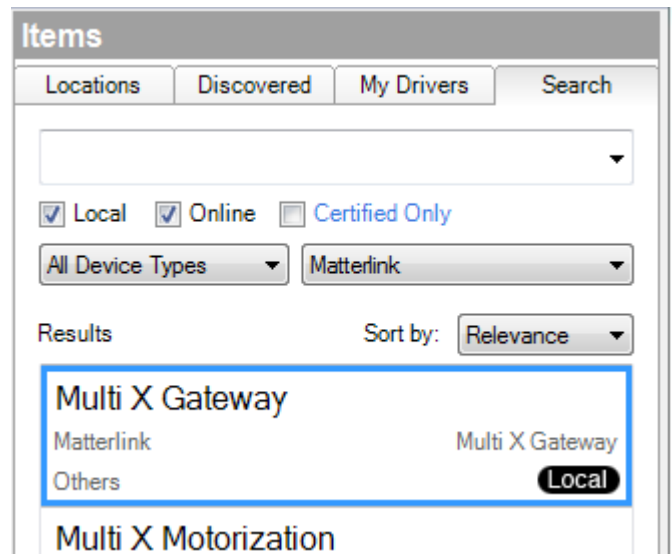 Items
Locations Discovered My Drivers Search
Local Online Certified Only
All Device Types Matterlink
Results Sort by: Relevance
Multi X Gateway
Matterlink Multi X Gateway
Others Local
Multi X Motorization